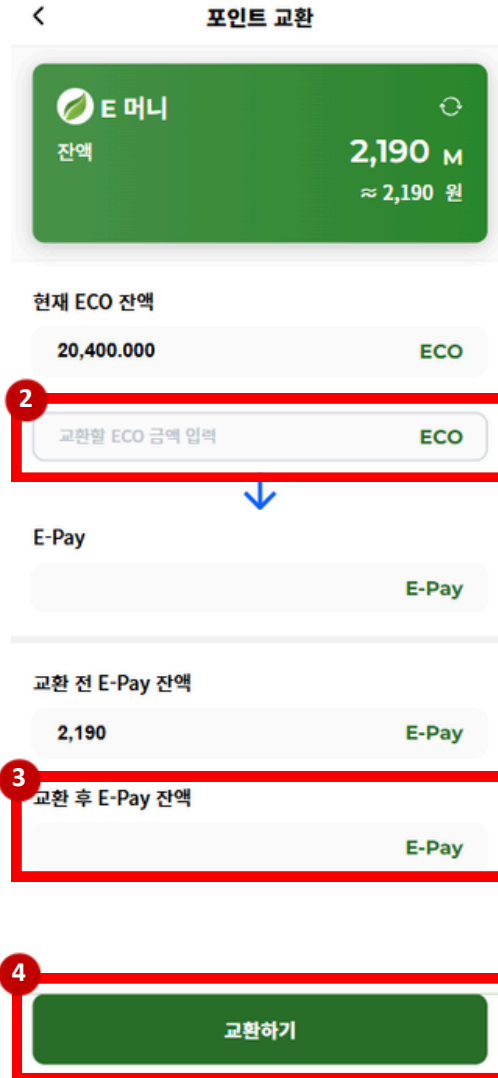 포인트 교환
E 머니
잔액
2,190 M
≈ 2,190 원
현재 ECO 잔액
20,400.000 ECO
2
교환할 ECO 금액 입력 ECO
E-Pay
E-Pay
교환 전 E-Pay 잔액
2,190 E-Pay
3
교환 후 E-Pay 잔액
E-Pay
4
교환하기